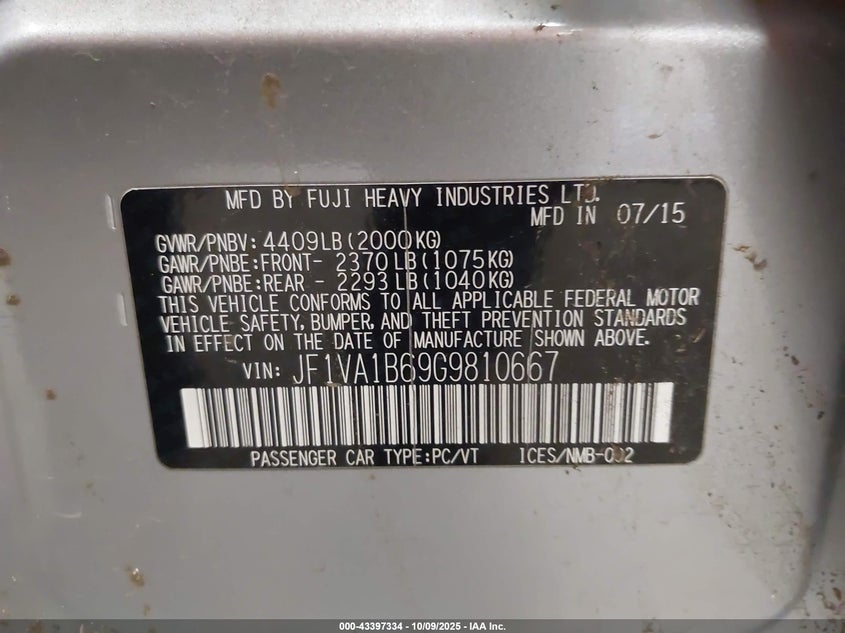 MFD BY FUJI HEAVY INDUSTRIES LTD.
MFD IN 07/15
GVWR/PNBV: 4409LB(2000KG)
GAWR/PNBE:FRONT- 2370LB(1075KG)
GAWR/PNBE:REAR - 2293LB(1040KG)
THIS VEHICLE CONFORMS TO ALL APPLICABLE FEDERAL MOTOR
VEHICLE SAFETY, BUMPER, AND THEFT PREVENTION STANDARDS
IN EFFECT ON THE DATE OF MANUFACTURE SHOWN ABOVE.
VIN: JF1VA1B69G9810667
PASSENGER CAR TYPE:PC/VT ICES/NMB-002
000-43397334 - 10/09/2025 - IAA Inc.